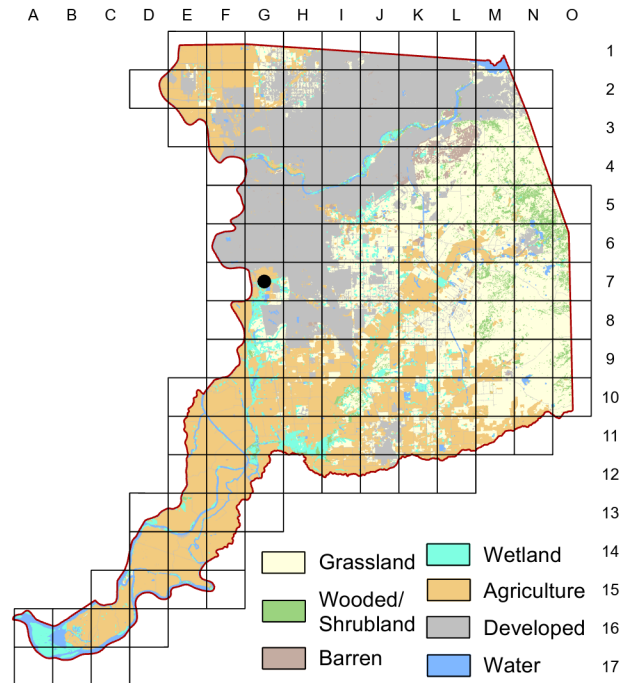 A B C D E F G H I J K L M N O
1
2
3
4
5
6
7
8
9
10
11
12
13
14
15
16
17
Grassland
Wooded/
Shrubland
Barren
Wetland
Agriculture
Developed
Water